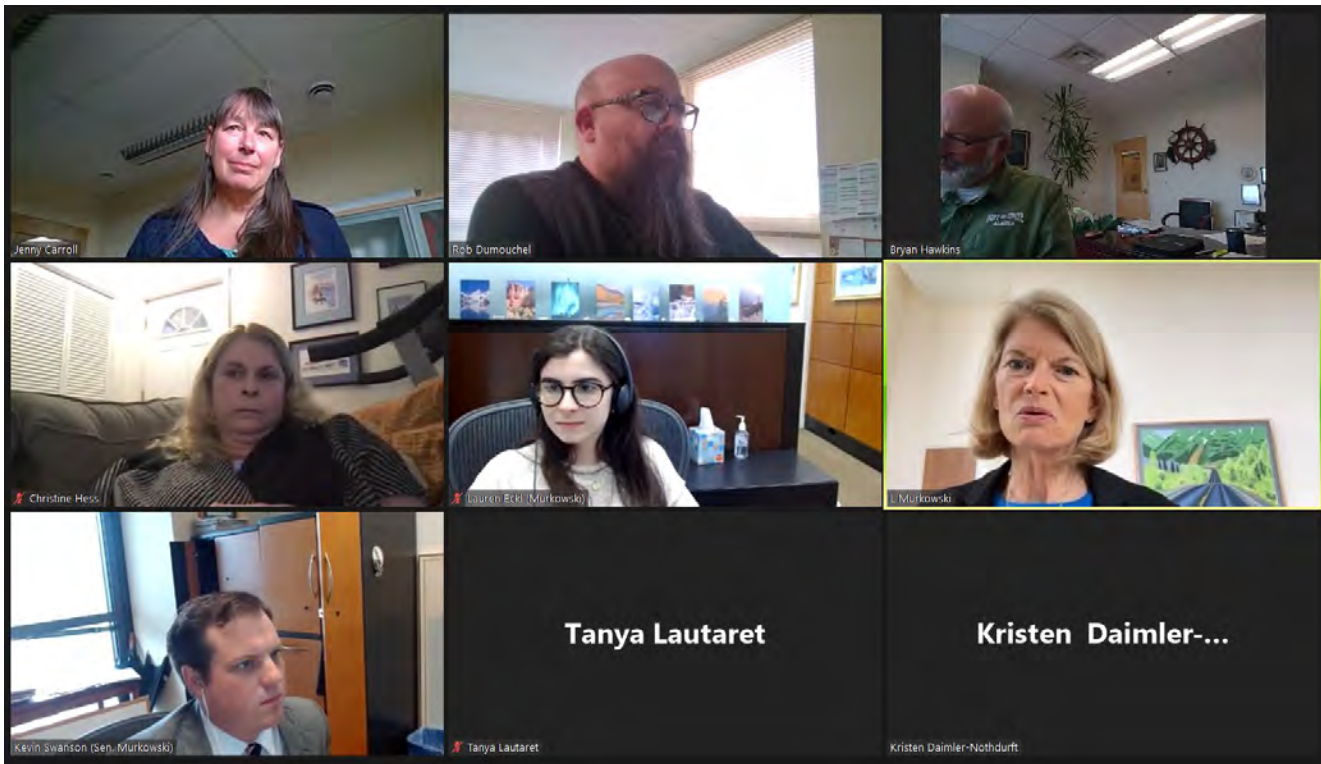 Jenny Carroll
Rob Dumouchel
Bryan Hawkins
Christine Hess
Lauren Eckl (Murkowski)
L Murkowski
Kevin Swanson (Sen. Murkowski)
Tanya Lautaret
Tanya Lautaret
Kristen Daimler-...
Kristen Daimler-Nothdurft